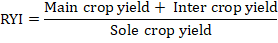 RYI = Main crop yield + Inter crop yield
Sole crop yield